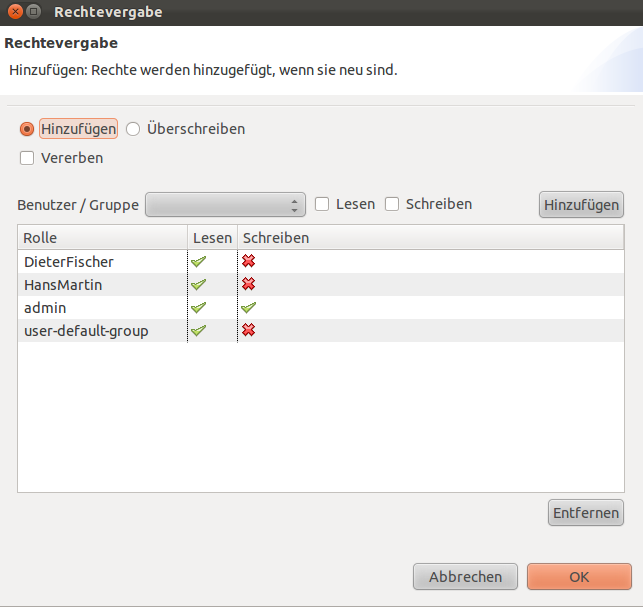 Rechtevergabe
Rechtevergabe
Hinzufügen: Rechte werden hinzugefügt, wenn sie neu sind.
Hinzufügen Überschreiben
Vererben
Benutzer / Gruppe Lesen Schreiben Hinzufügen
Rolle Lesen Schreiben
DieterFischer
HansMartin
admin
user-default-group
Entfernen
Abbrechen OK